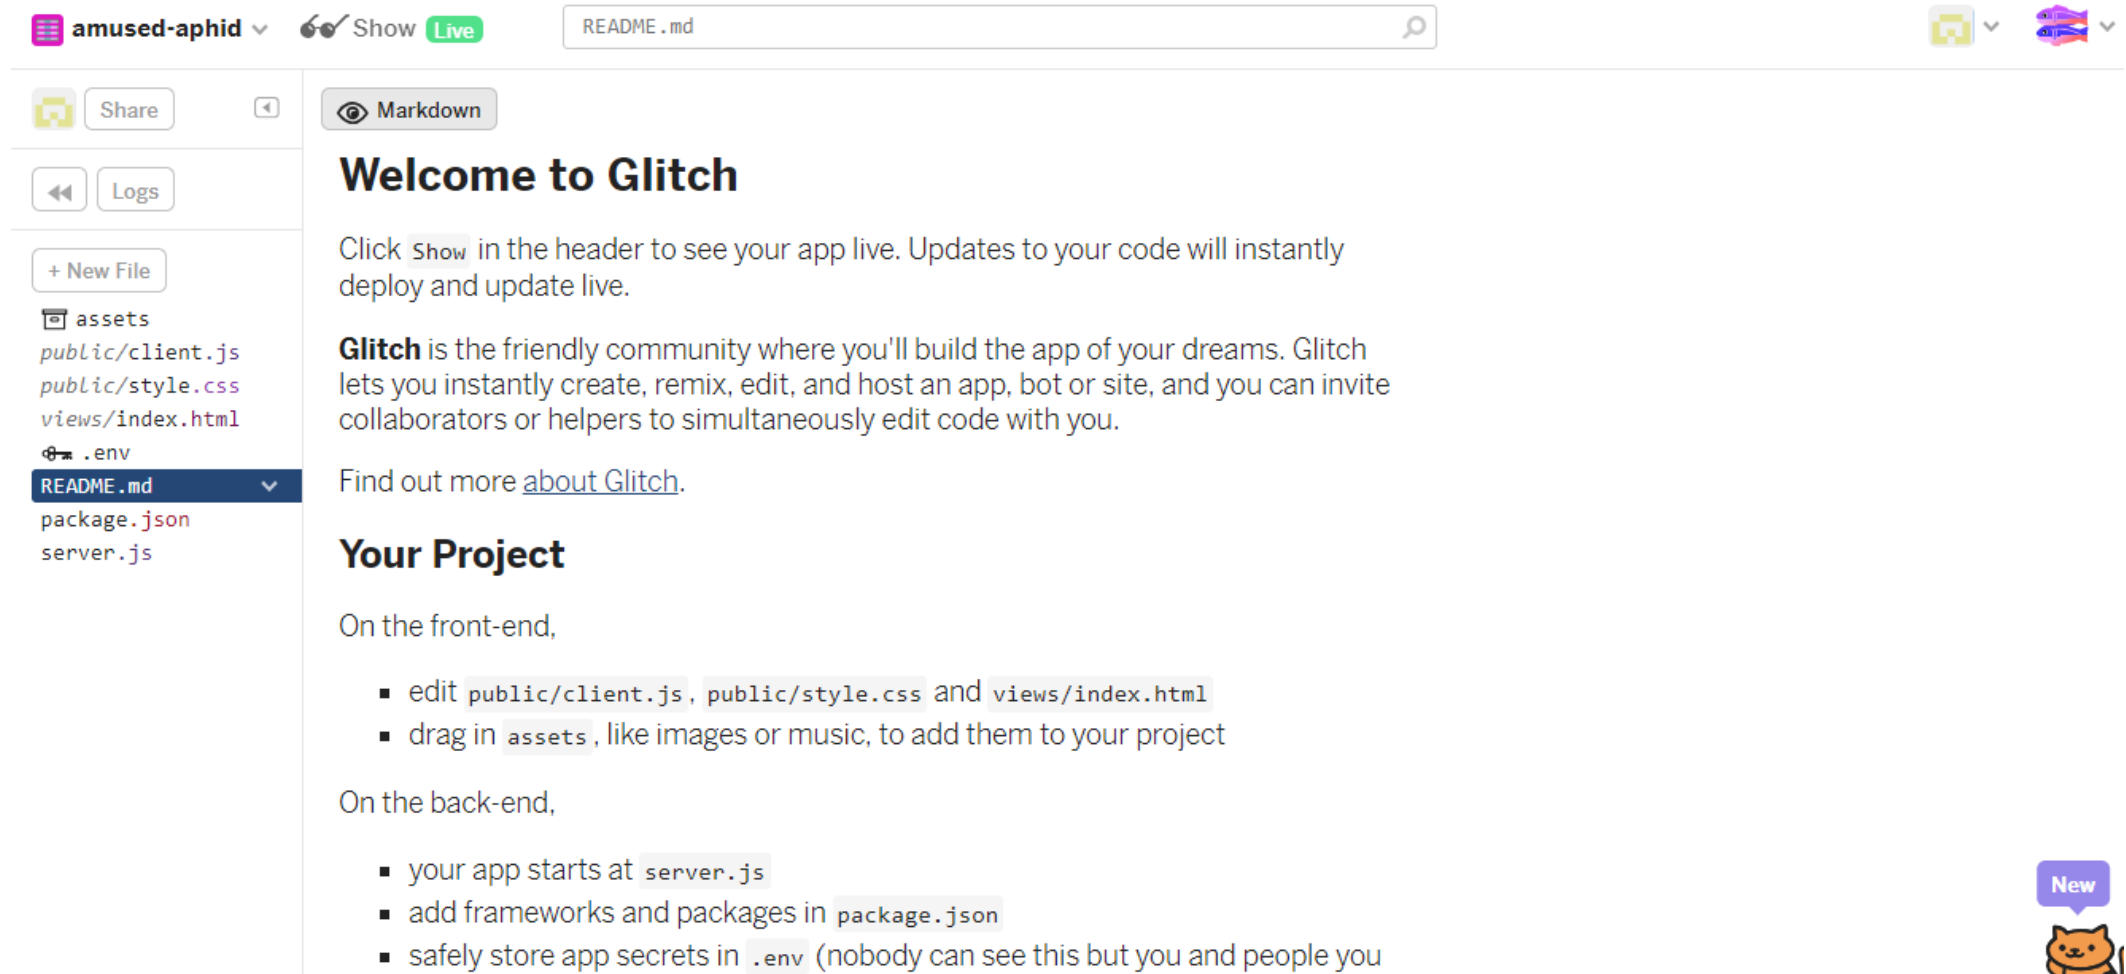 amused-aphid Show Live README.md
Share
Markdown
Logs
+ New File
assets
public/client.js
public/style.css
views/index.html
.env
README.md
package.json
server.js
Welcome to Glitch
Click Show in the header to see your app live. Updates to your code will instantly
deploy and update live.
Glitch is the friendly community where you'll build the app of your dreams. Glitch
lets you instantly create, remix, edit, and host an app, bot or site, and you can invite
collaborators or helpers to simultaneously edit code with you.
Find out more about Glitch.
Your Project
On the front-end,
edit public/client.js, public/style.css and views/index.html
drag in assets, like images or music, to add them to your project
On the back-end,
your app starts at server.js
add frameworks and packages in package.json
safely store app secrets in .env (nobody can see this but you and people you
New